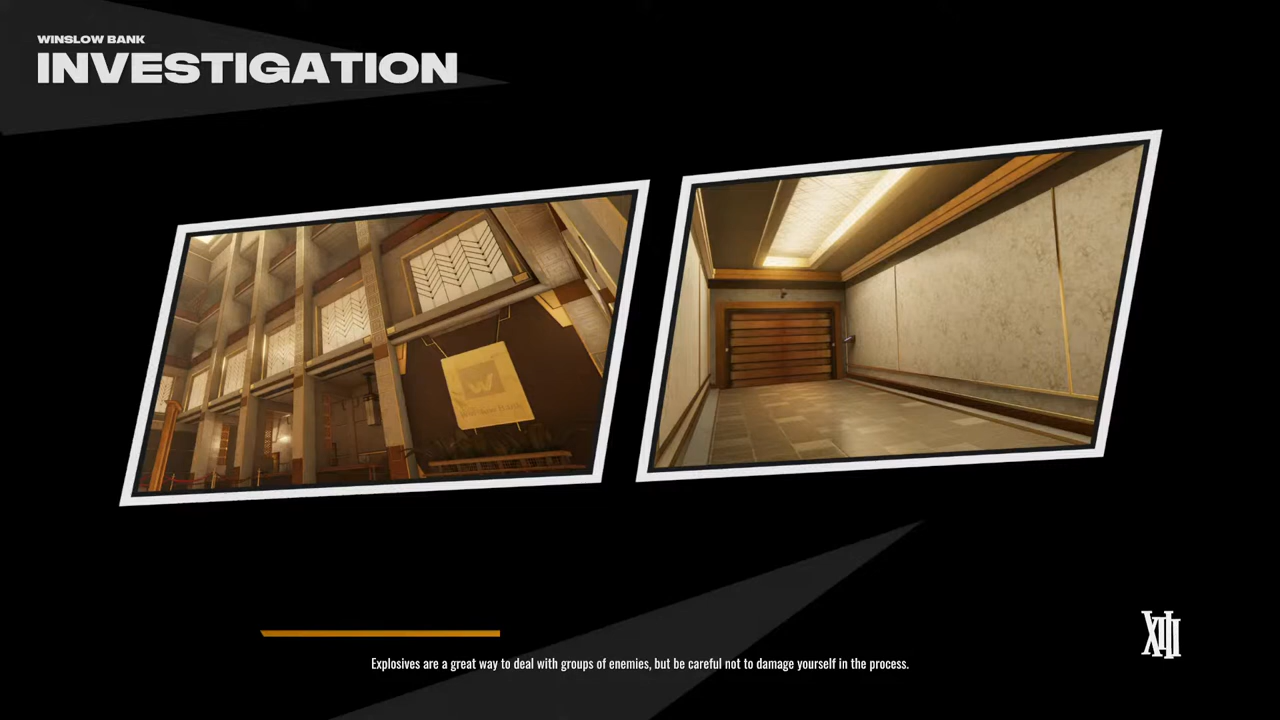 WINSLOW BANK
INVESTIGATION
W
XIII
Explosives are a great way to deal with groups of enemies, but be careful not to damage yourself in the process.